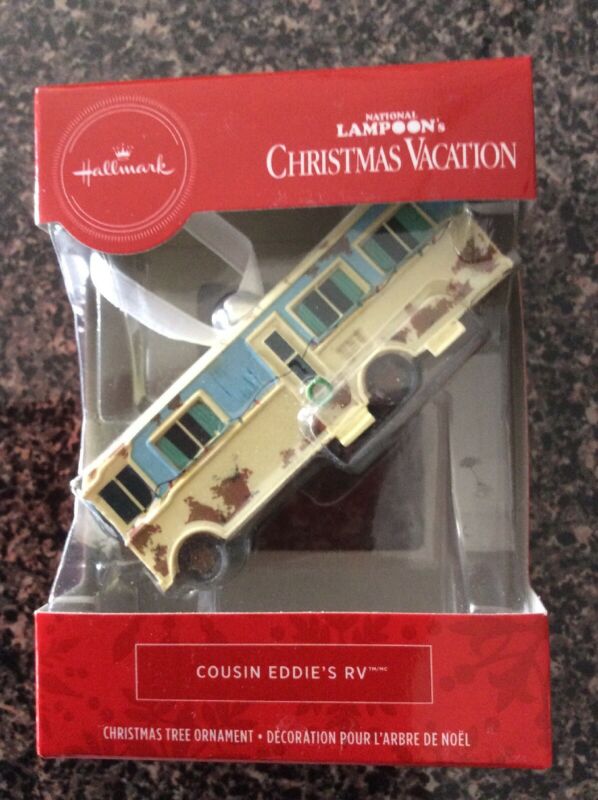 Hallmark
NATIONAL
LAMPOON's
CHRISTMAS VACATION
COUSIN EDDIE'S RV™/MC
CHRISTMAS TREE ORNAMENT • DÉCORATION POUR L'ARBRE DE NOËL